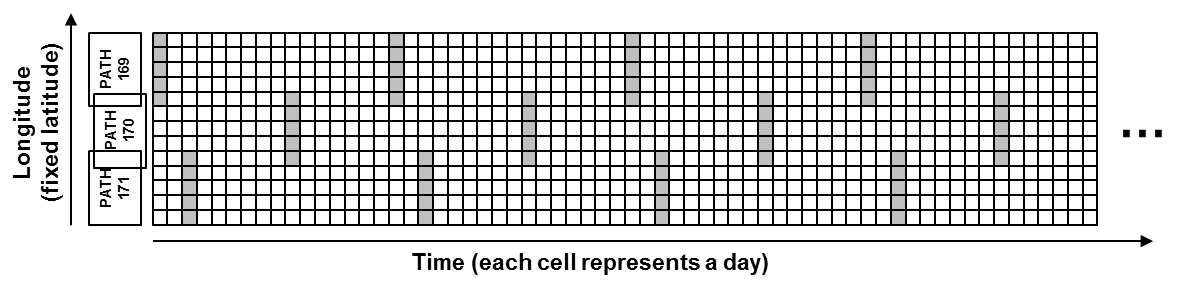 Longitude
(fixed latitude)
PATH
169
PATH
170
PATH
171
...
Time (each cell represents a day)